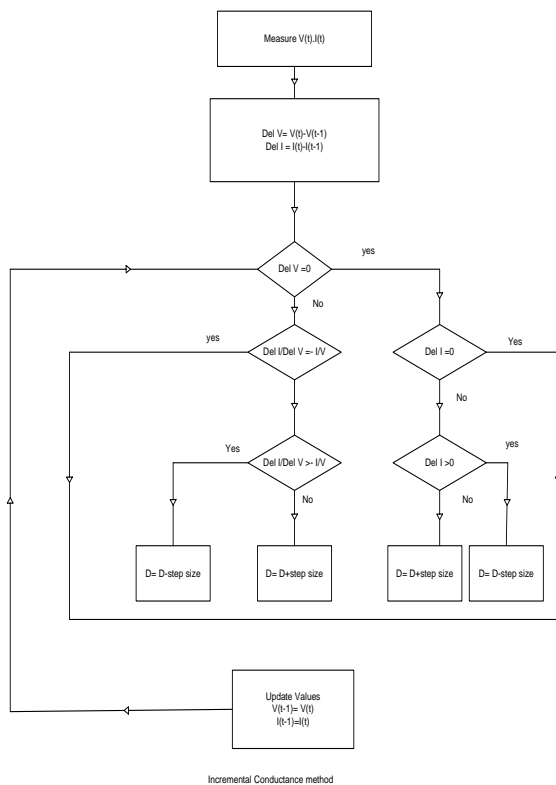 Measure V(t).I(t)
Del V= V(t)-V(t-1)
Del I = I(t)-I(t-1)
Del V =0
yes
No
yes
Del I/Del V =- I/V
Del I =0
Yes
No
Yes
Del I/Del V >- I/V
Del I >0
yes
No
No
D= D-step size
D= D+step size
D= D+step size
D= D-step size
Update Values
V(t-1)= V(t)
I(t-1)=I(t)
Incremental Conductance method